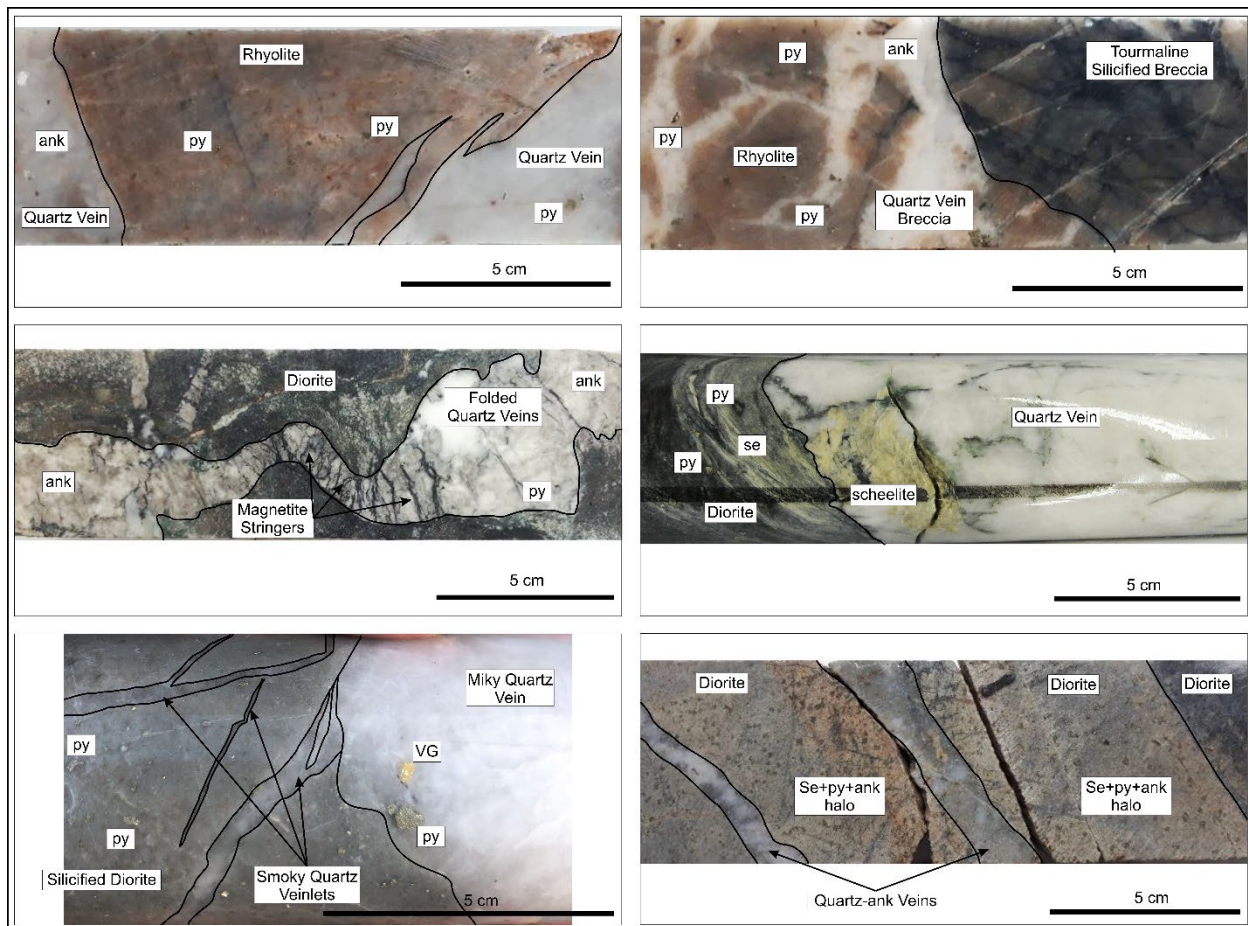 Rhyolite
py
py
ank
Quartz Vein
Quartz Vein
py
5 cm
py
ank
Tourmaline
Silicified Breccia
py
Rhyolite
Quartz Vein
Breccia
py
5 cm
Diorite
Folded
Quartz Veins
ank
ank
py
Magnetite
Stringers
5 cm
py
Quartz Vein
se
py
scheelite
Diorite
5 cm
Miky Quartz
Vein
py
VG
py
py
Silicified Diorite
Smoky Quartz
Veinlets
5 cm
Diorite
Diorite
Diorite
Se+py+ank
halo
Se+py+ank
halo
Quartz-ank Veins
5 cm